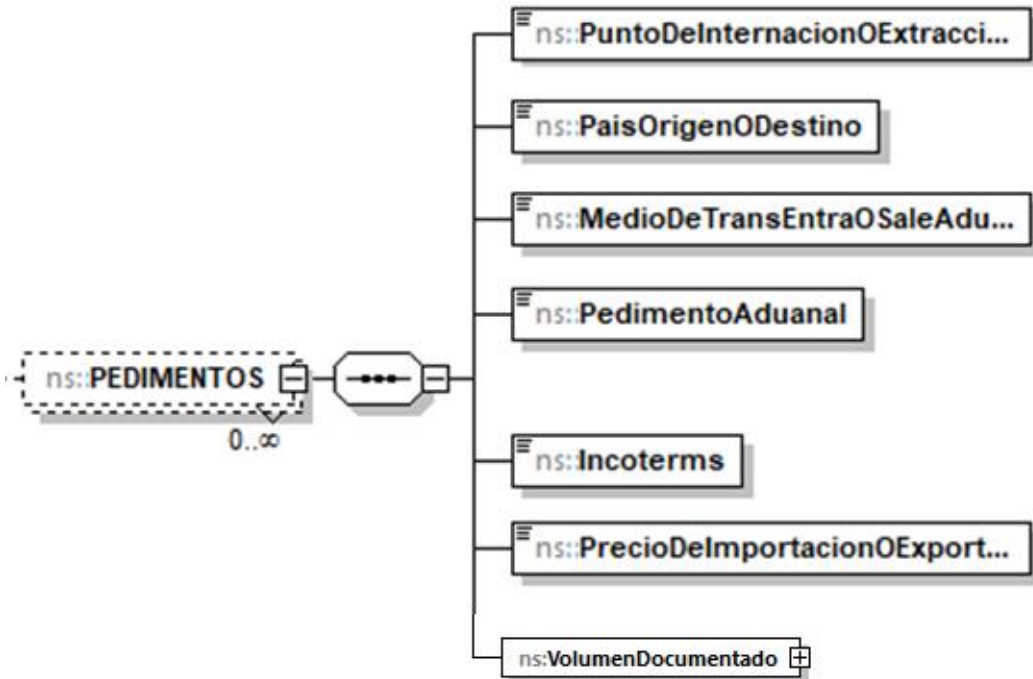 ns::PuntoDeInternacionOExtracci...
ns::PaisOrigenODestino
ns::MedioDeTransEntraOSaleAdu...
ns::PedimentoAduanal
ns::PEDIMENTOS
0..∞
ns::Incoterms
ns::PrecioDeImportacionOExport...
ns:VolumenDocumentado